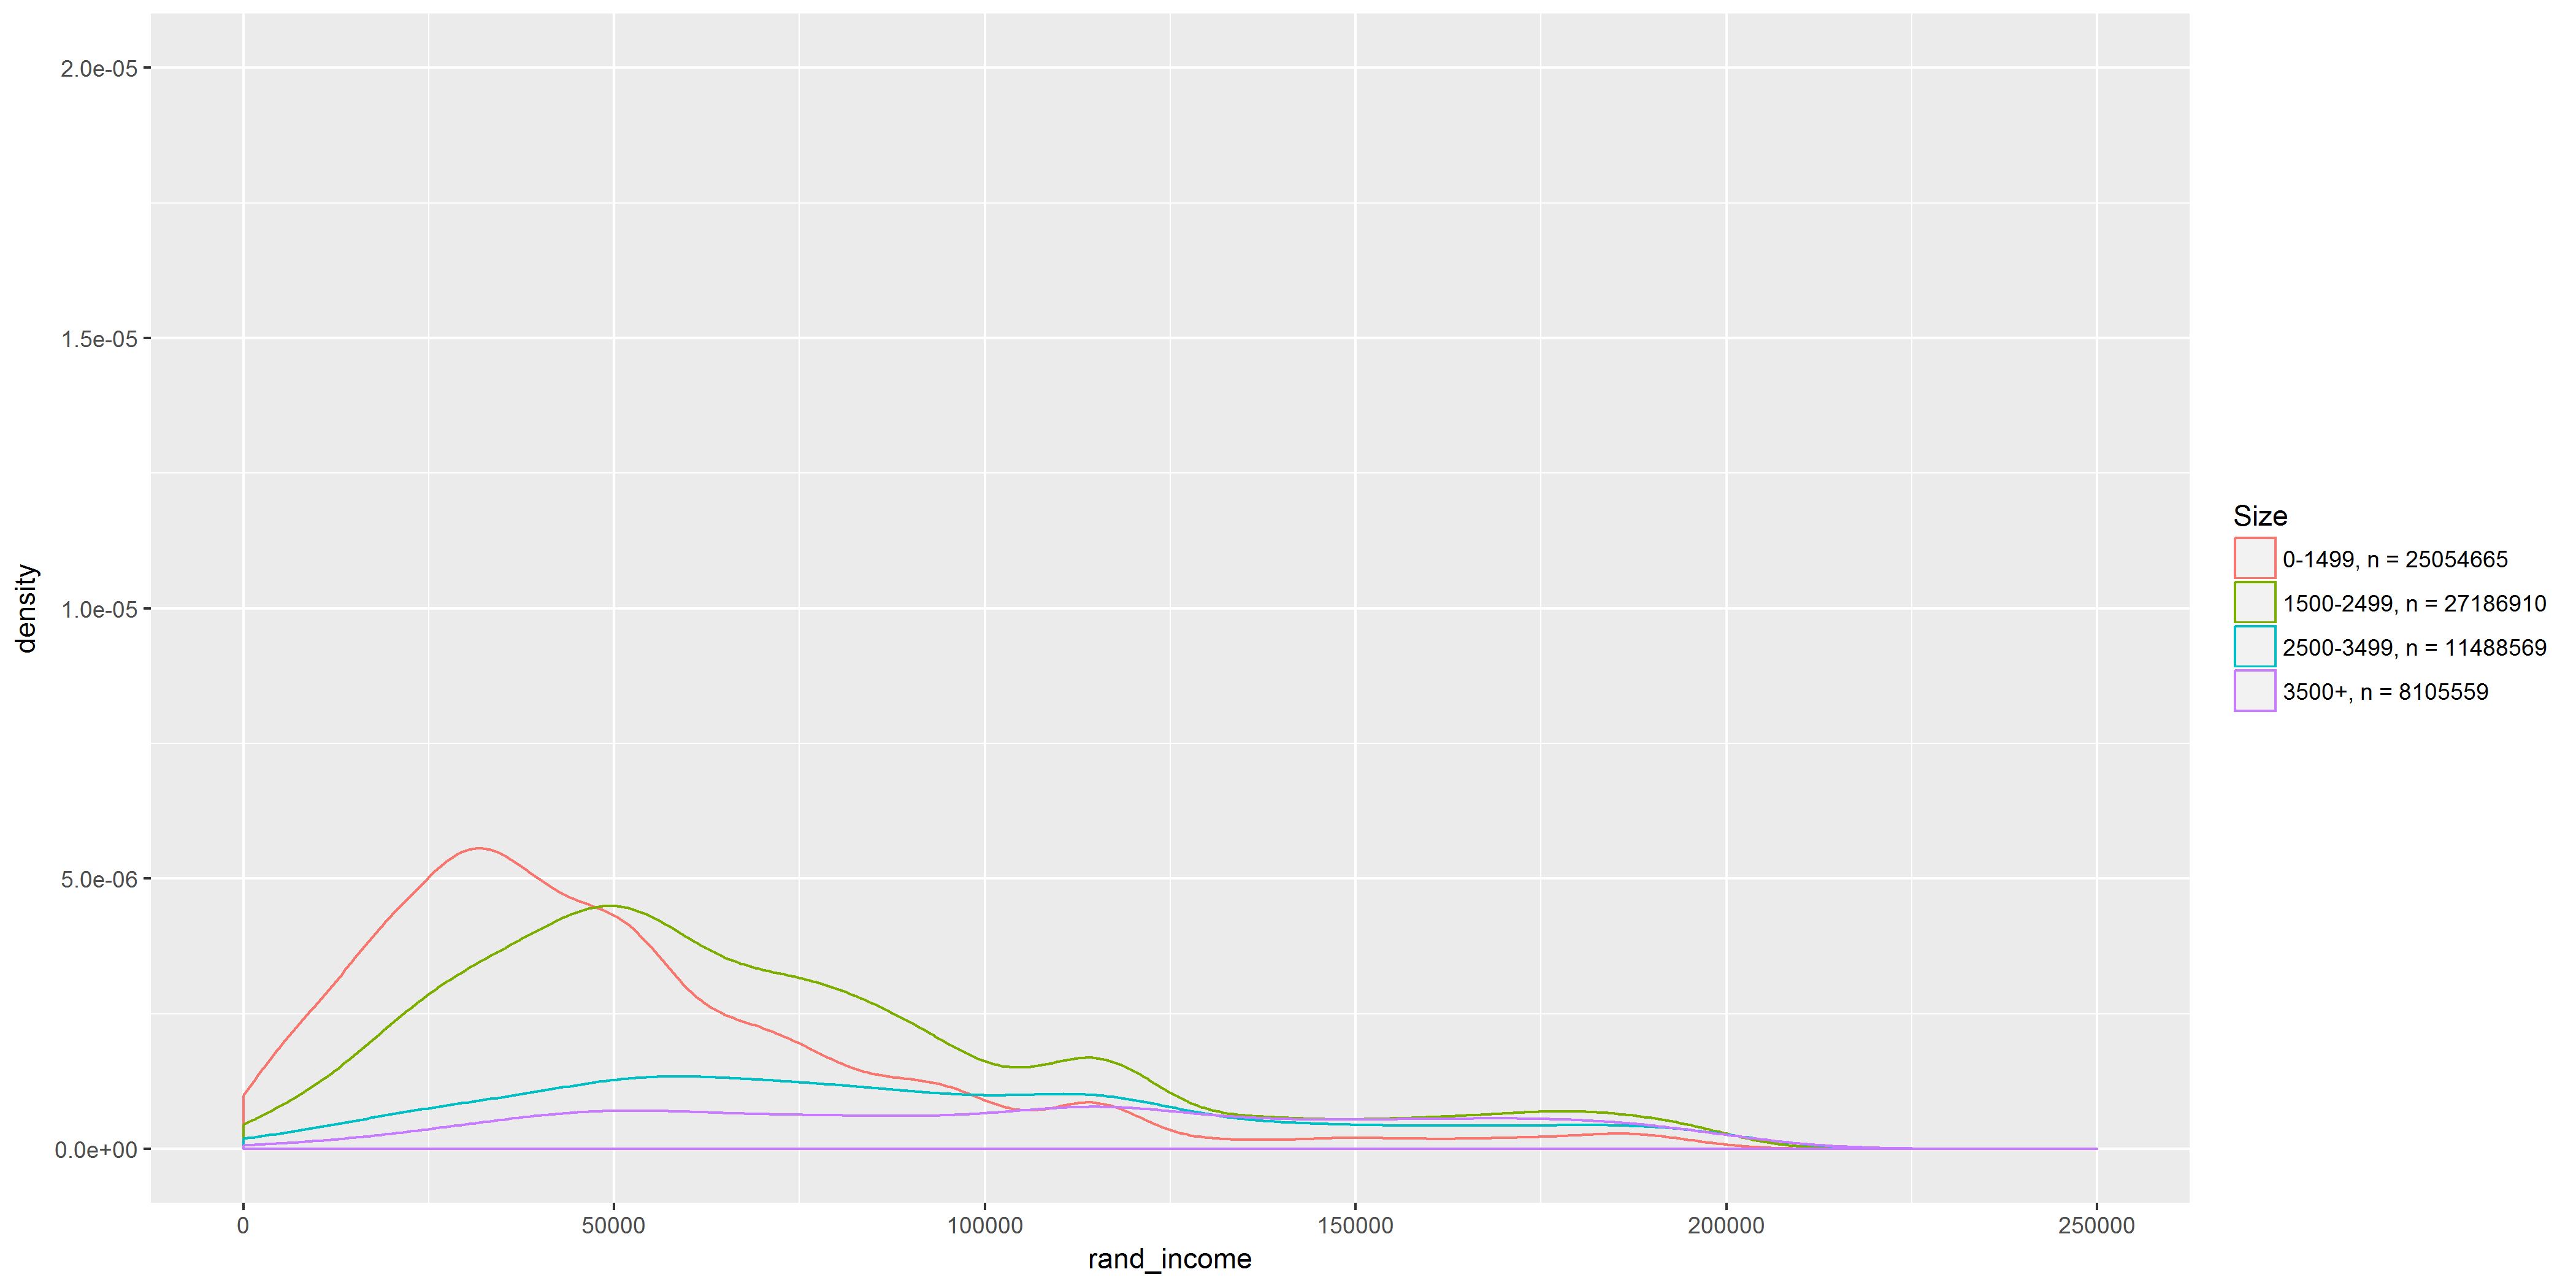 2.0e-05
1.5e-05
1.0e-05
5.0e-06
0.0e+00
density
0
50000
100000
150000
200000
250000
rand_income
Size
0-1499, n = 25054665
1500-2499, n = 27186910
2500-3499, n = 11488569
3500+, n = 8105559